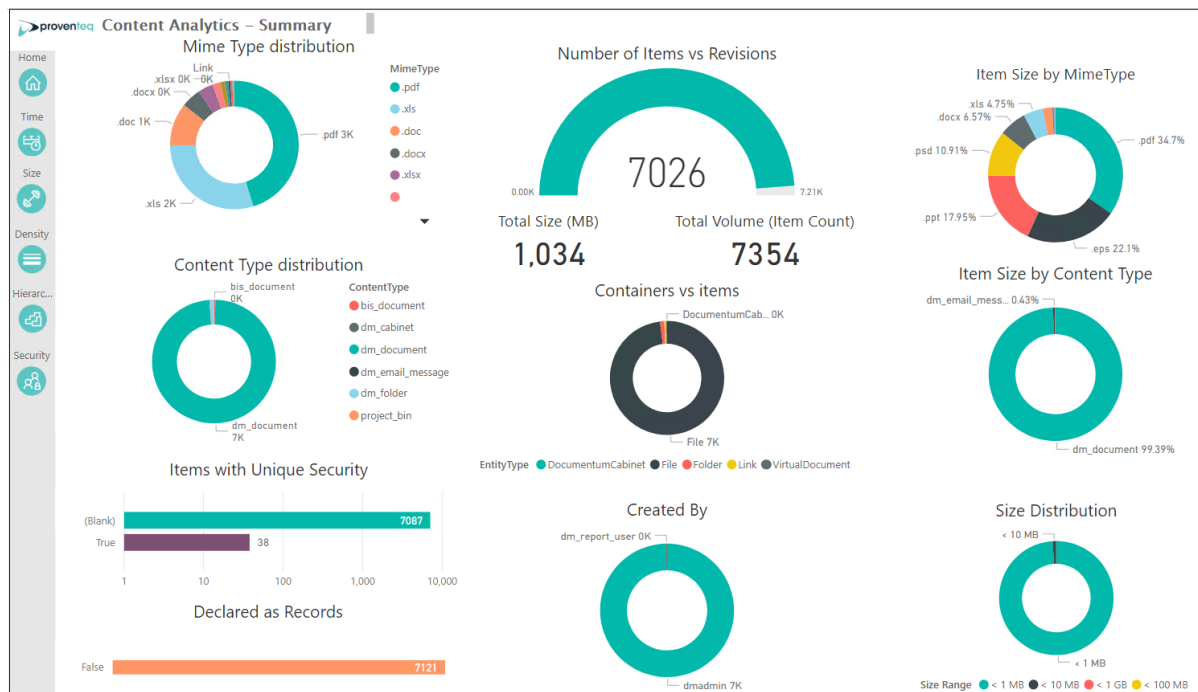 proventeq Content Analytics – Summary
Home
Time
Size
Density
Hierarc...
Security
Mime Type distribution
Link
0K
.xlsx 0K
.docx 0K
.doc 1K
.xls 2K
.pdf 3K
MimeType
.pdf
.xls
.doc
.docx
.xlsx
Number of Items vs Revisions
7026
0.00K
7.21K
Total Size (MB)
1,034
Total Volume (Item Count)
7354
Item Size by MimeType
.xls 4.75%
.docx 6.57%
.psd 10.91%
.ppt 17.95%
.pdf 34.7%
.eps 22.1%
Content Type distribution
bis_document
0K
dm_document
7K
ContentType
bis_document
dm_cabinet
dm_document
dm_email_message
dm_folder
project_bin
Containers vs items
DocumentumCab... 0K
File 7K
EntityType DocumentumCabinet File Folder Link VirtualDocument
Item Size by Content Type
dm_email_mess... 0.43%
dm_document 99.39%
Items with Unique Security
(Blank) 7087
True 38
1 10 100 1,000 10,000
Declared as Records
False 7121
Created By
dm_report_user 0K
dmadmin 7K
Size Distribution
< 10 MB
< 1 MB
Size Range < 1 MB < 10 MB < 1 GB < 100 MB